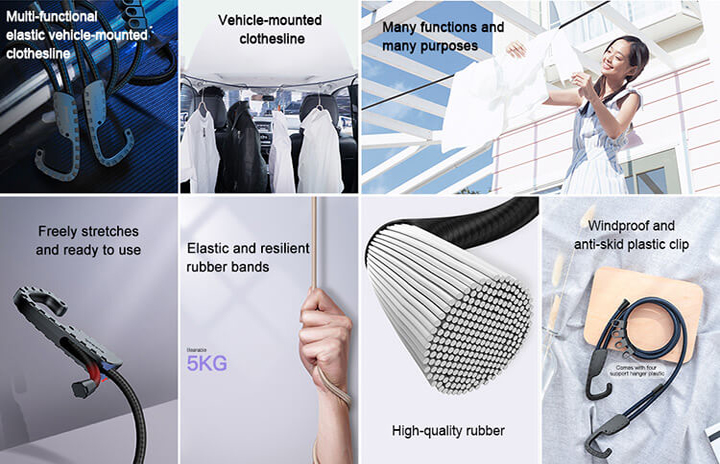 Multi-functional
elastic vehicle-mounted
clothesline
Vehicle-mounted
clothesline
Many functions and
many purposes
Freely stretches
and ready to use
Elastic and resilient
rubber bands
Bearable
5KG
High-quality rubber
Windproof and
anti-skid plastic clip
Comes with four
support hanger plastic